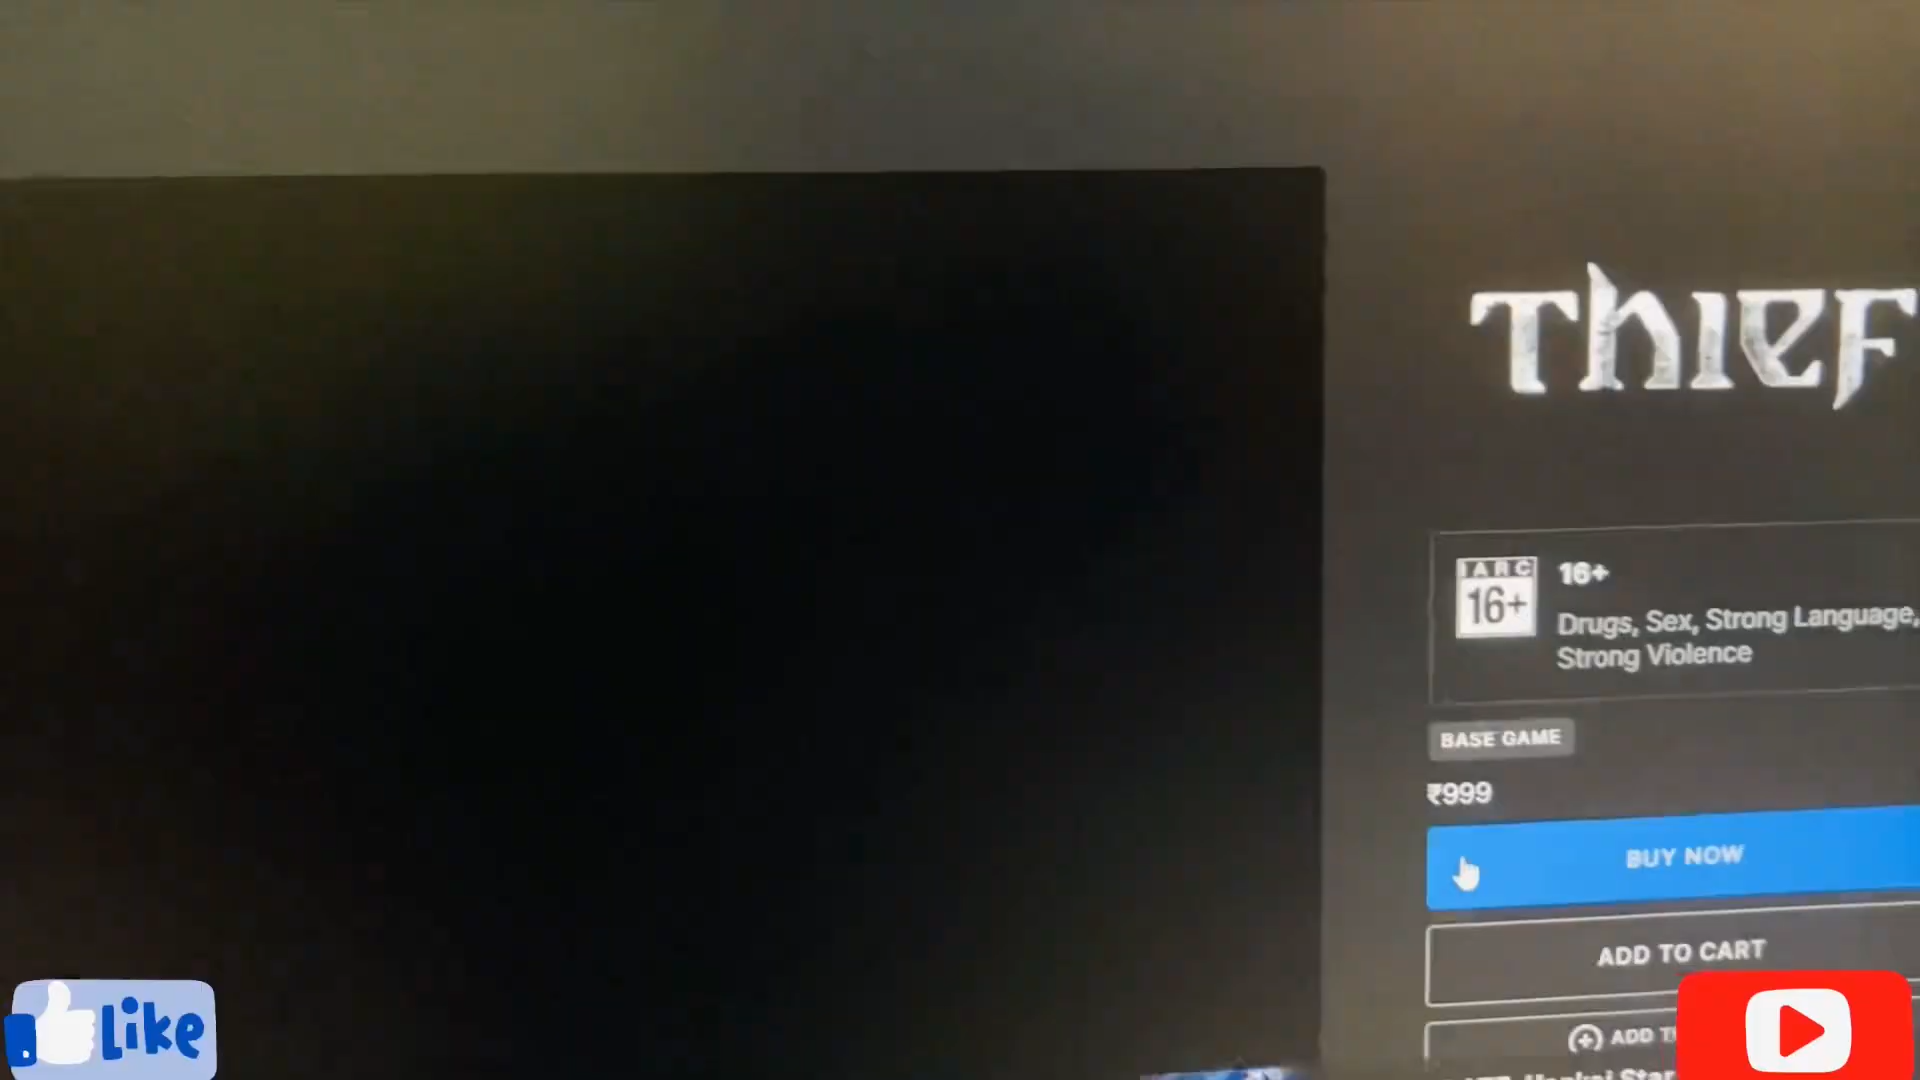 Thief
IARC
16+
16+
Drugs, Sex, Strong Language,
Strong Violence
BASE GAME
₹999
BUY NOW
ADD TO CART
ADD
Like